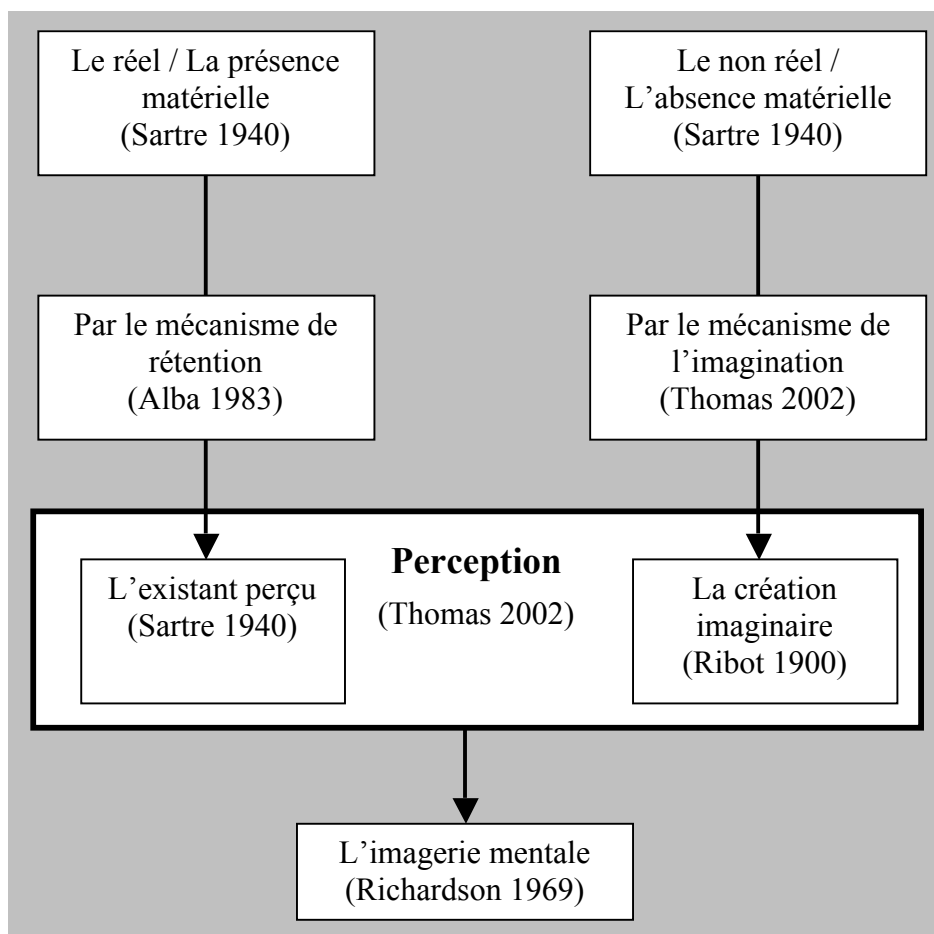 Le réel / La présence
matérielle
(Sartre 1940)
Le non réel /
L’absence matérielle
(Sartre 1940)
Par le mécanisme de
rétention
(Alba 1983)
Par le mécanisme de
l’imagination
(Thomas 2002)
Perception
(Thomas 2002)
L’existant perçu
(Sartre 1940)
La création
imaginaire
(Ribot 1900)
L’imagerie mentale
(Richardson 1969)